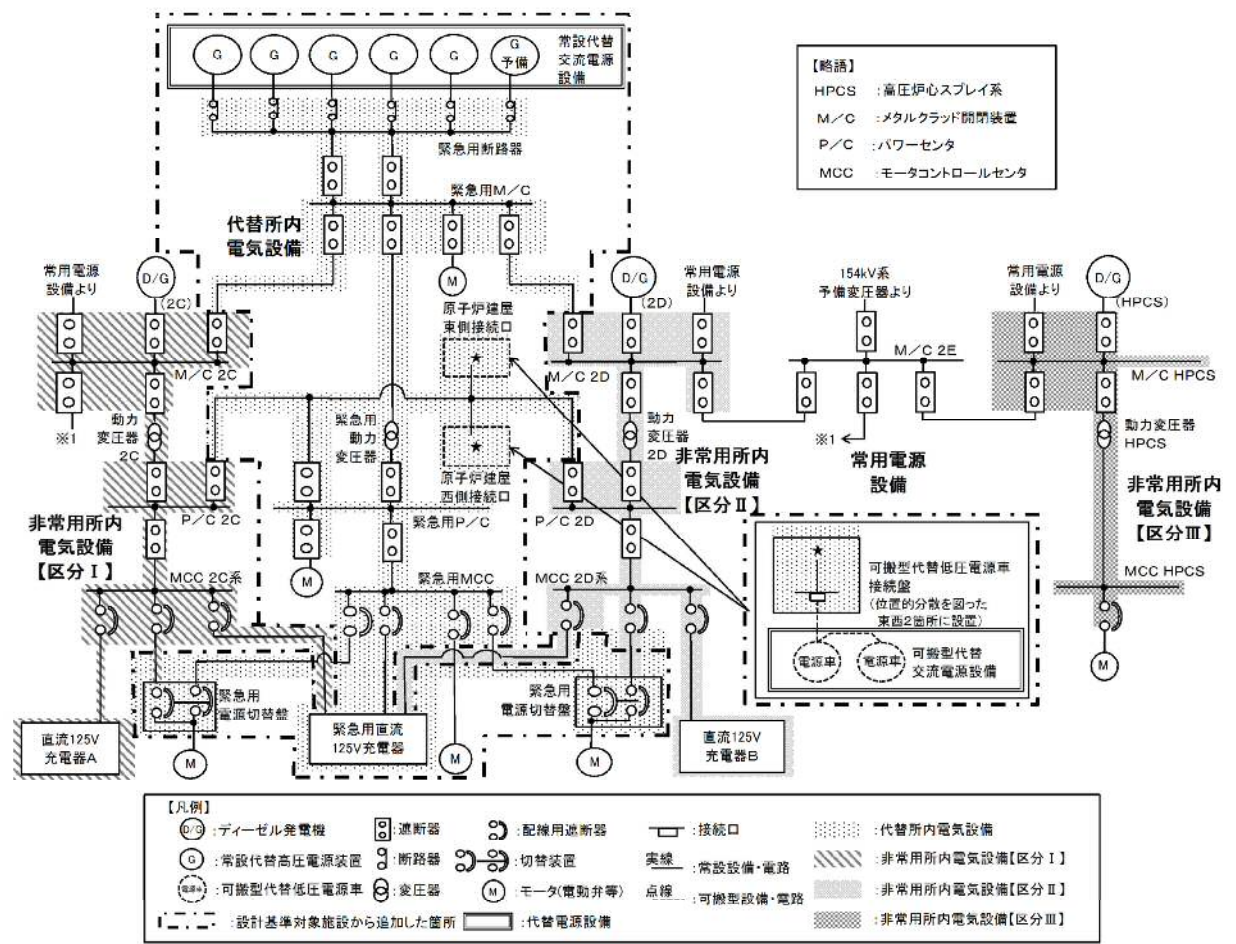 G
G
G
G
G
G
予備
常設代替
交流電源
設備
緊急用断路器
緊急用M/C
代替所内
電気設備
【略語】
HPCS :高圧炉心スプレイ系
M/C :メタルクラッド開閉装置
P/C :パワーセンタ
MCC :モータコントロールセンタ
常用電源
設備より
D/G
(2C)
M
原子炉建屋
東側接続口
★
D/G
(2D)
常用電源
設備より
154kV系
予備変圧器より
常用電源
設備より
D/G
(HPCS)
M/C 2C
M/C 2D
M/C 2E
M/C HPCS
※1
動力
変圧器
2C
緊急用
動力
変圧器
★
原子炉建屋
西側接続口
動力
変圧器
2D
※1
常用電源
設備
動力変圧器
HPCS
非常用所内
電気設備
【区分Ⅱ】
非常用所内
電気設備
【区分Ⅲ】
P/C 2C
緊急用P/C
P/C 2D
非常用所内
電気設備
【区分Ⅰ】
M
MCC 2C系
緊急用MCC
MCC 2D系
MCC HPCS
★
可搬型代替低圧電源車
接続盤
(位置的分散を図った
東西2箇所に設置)
電源車
電源車
可搬型代替
交流電源設備
M
緊急用
電源切替盤
緊急用
電源切替盤
直流125V
充電器A
M
緊急用直流
125V充電器
M
M
直流125V
充電器B
【凡例】
D/G :ディーゼル発電機
:遮断器
:配線用遮断器
:接続口
:代替所内電気設備
G :常設代替高圧電源装置
:断路器
:切替装置
実線 :常設設備・電路
:非常用所内電気設備【区分Ⅰ】
電源車 :可搬型代替低圧電源車
:変圧器
M :モータ(電動弁等)
点線 :可搬型設備・電路
:非常用所内電気設備【区分Ⅱ】
:設計基準対象施設から追加した箇所
:代替電源設備
:非常用所内電気設備【区分Ⅲ】